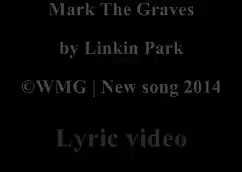 Mark The Graves
by Linkin Park
©WMG | New song 2014
Lyric video